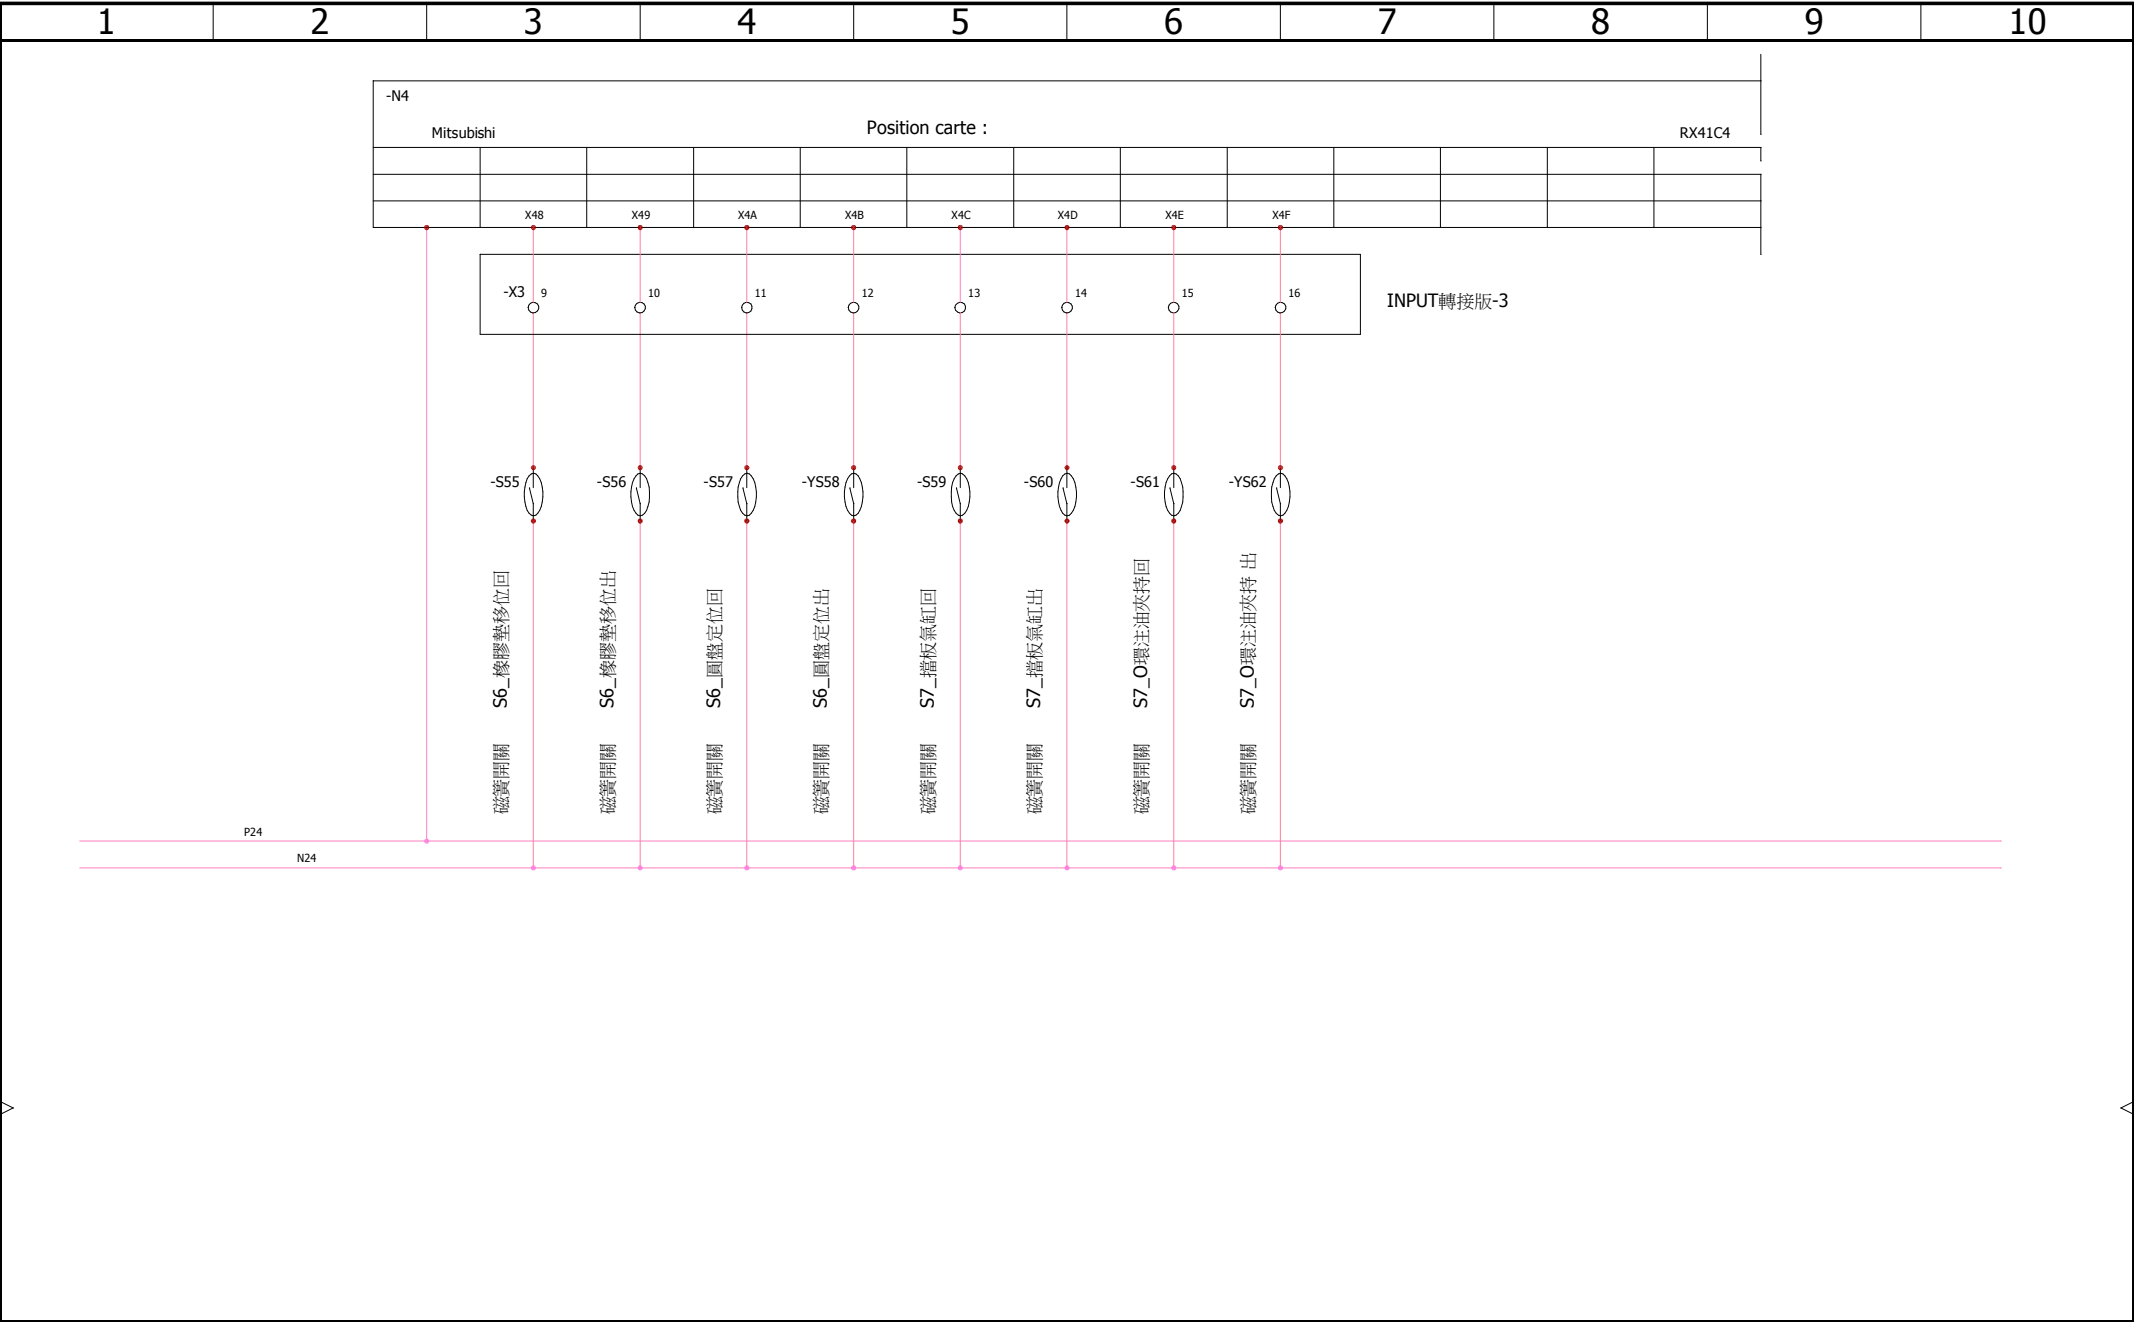 1 2 3 4 5 6 7 8 9 10
-N4
Mitsubishi Position carte : RX41C4
X48 X49 X4A X4B X4C X4D X4E X4F
-X3 9 10 11 12 13 14 15 16
INPUT轉接版-3
-S55 -S56 -S57 -YS58 -S59 -S60 -S61 -YS62
磁簧開關 S6_橡膠墊移位回
磁簧開關 S6_橡膠墊移位出
磁簧開關 S6_圓盤定位回
磁簧開關 S6_圓盤定位出
磁簧開關 S7_擋板氣缸回
磁簧開關 S7_擋板氣缸出
磁簧開關 S7_O環注油夾持回
磁簧開關 S7_O環注油夾持 出
P24
N24